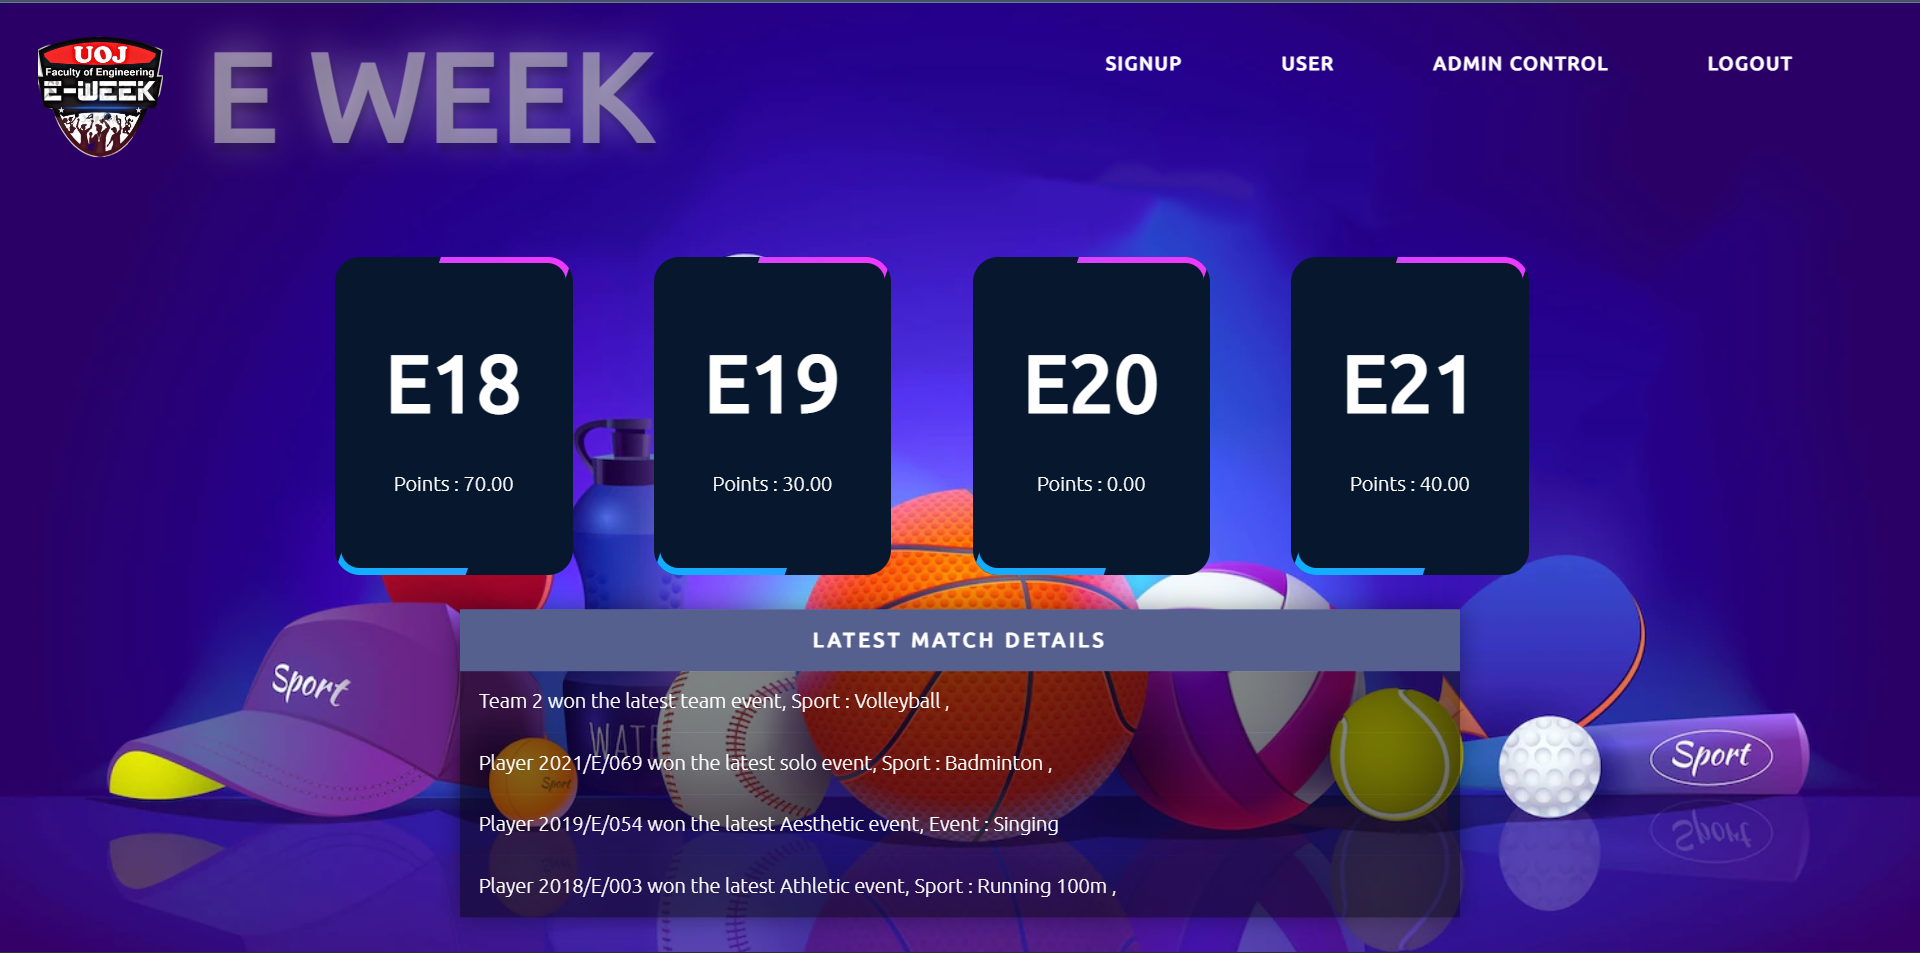 UOJ
Faculty of Engineering
E-WEEK
E WEEK
SIGNUP USER ADMIN CONTROL LOGOUT
E18 E19 E20 E21
Points : 70.00 Points : 30.00 Points : 0.00 Points : 40.00
LATEST MATCH DETAILS
Team 2 won the latest team event, Sport : Volleyball ,
Player 2021/E/069 won the latest solo event, Sport : Badminton ,
Player 2019/E/054 won the latest Aesthetic event, Event : Singing
Player 2018/E/003 won the latest Athletic event, Sport : Running 100m ,
Sport
Sport
Sport